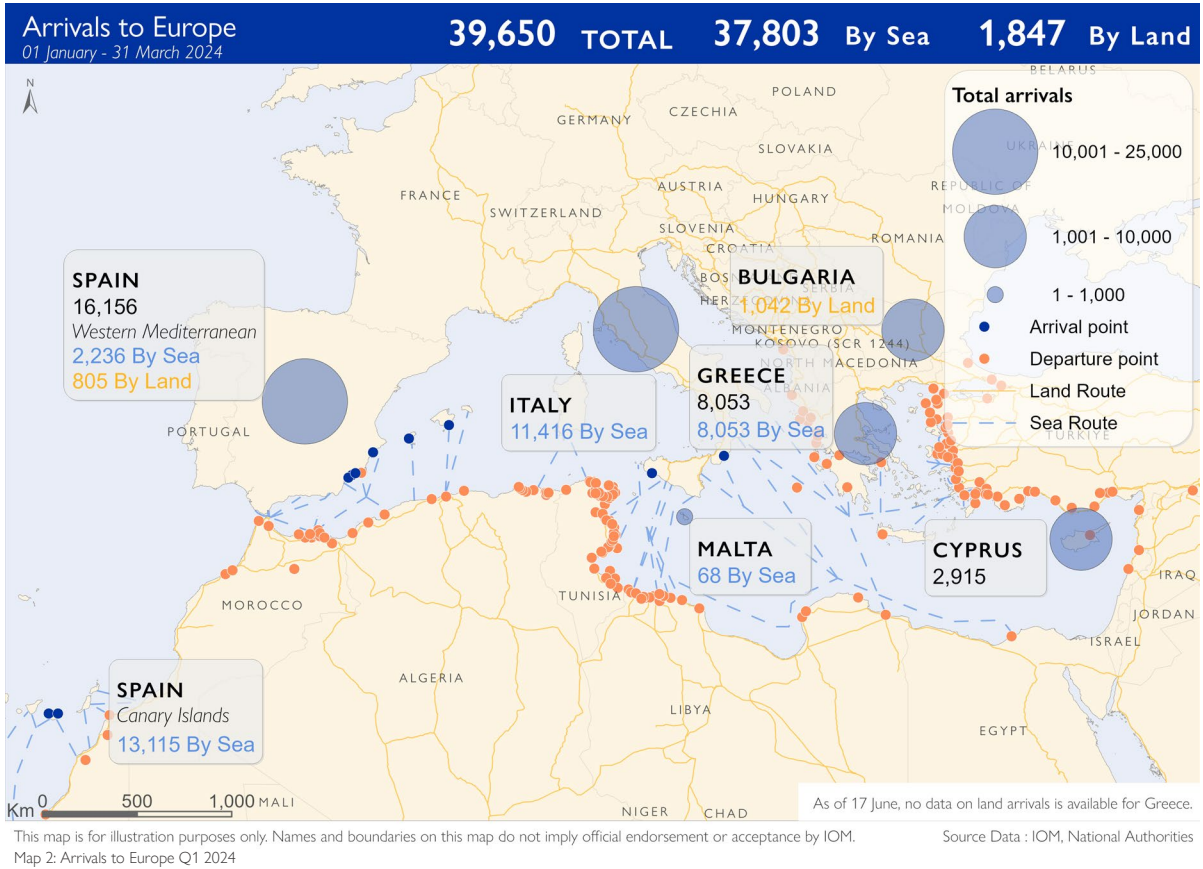 Arrivals to Europe
01 January - 31 March 2024
39,650 TOTAL 37,803 By Sea 1,847 By Land
N
BELARUS
POLAND
CZECHIA
GERMANY
SLOVAKIA
UKRAINE
AUSTRIA
FRANCE
HUNGARY
REPUBLIC OF
MOLDOVA
SWITZERLAND
SLOVENIA
ROMANIA
CROATIA
Total arrivals
10,001 - 25,000
1,001 - 10,000
1 - 1,000
Arrival point
Departure point
Land Route
Sea Route
SPAIN
16,156
Western Mediterranean
2,236 By Sea
805 By Land
BULGARIA
1,042 By Land
SERBIA
HERZEGOVINA
MONTENEGRO
KOSOVO (SCR 1244)
NORTH MACEDONIA
ALBANIA
GREECE
8,053
8,053 By Sea
ITALY
11,416 By Sea
PORTUGAL
TÜRKIYE
MALTA
68 By Sea
CYPRUS
2,915
MOROCCO
TUNISIA
IRAQ
JORDAN
ISRAEL
SPAIN
Canary Islands
13,115 By Sea
ALGERIA
LIBYA
EGYPT
Km 0 500 1,000
MALI
NIGER
CHAD
As of 17 June, no data on land arrivals is available for Greece.
This map is for illustration purposes only. Names and boundaries on this map do not imply official endorsement or acceptance by IOM.
Source Data : IOM, National Authorities
Map 2: Arrivals to Europe Q1 2024